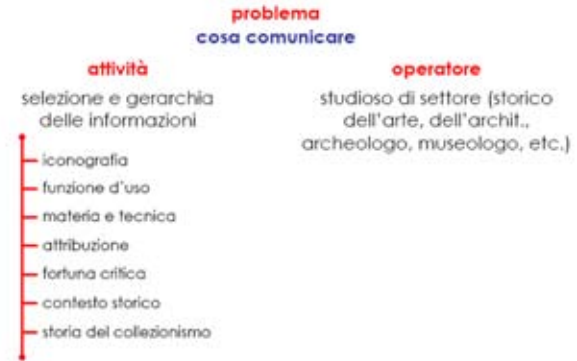 problema
cosa comunicare
attività
selezione e gerarchia
delle informazioni
iconografia
funzione d'uso
materia e tecnica
attribuzione
fortuna critica
contesto storico
storia del collezionismo
operatore
studioso di settore (storico
dell'arte, dell'archit.,
archeologo, museologo, etc.)